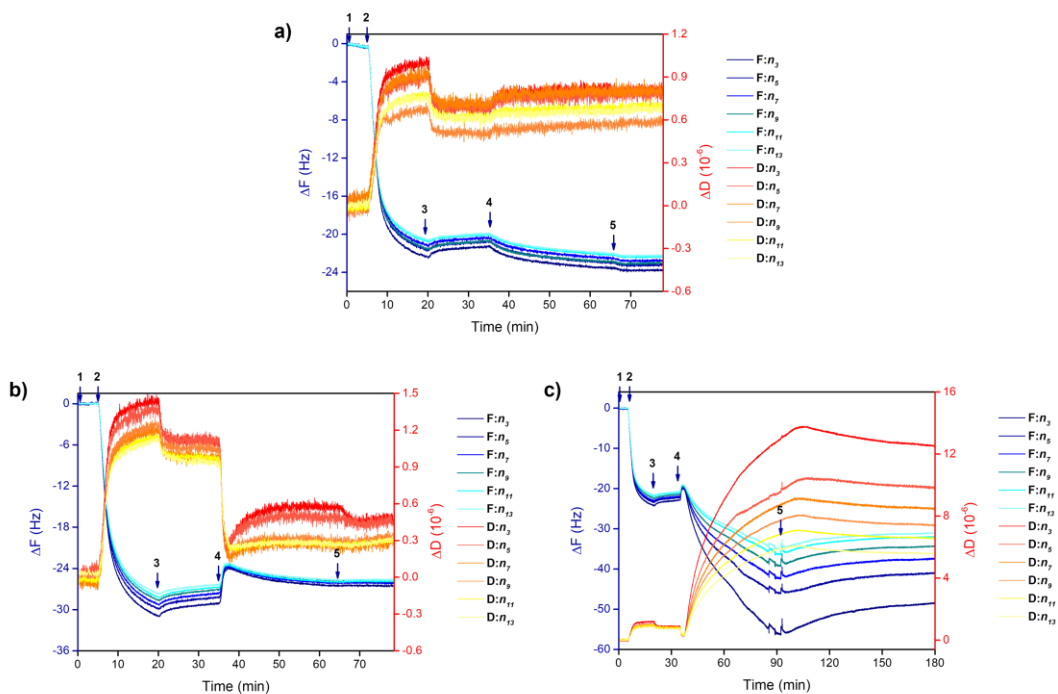 a)
1 2
3 4 5
0
-4
-8
-12
-16
-20
-24
ΔF (Hz)
0 10 20 30 40 50 60 70
Time (min)
1.2
0.9
0.6
0.3
0.0
-0.3
-0.6
ΔD (10-6)
F:n3
F:n5
F:n7
F:n9
F:n11
F:n13
D:n3
D:n5
D:n7
D:n9
D:n11
D:n13
b)
1 2
3 4 5
0
-6
-12
-18
-24
-30
-36
ΔF (Hz)
0 10 20 30 40 50 60 70
Time (min)
1.5
1.2
0.9
0.6
0.3
0.0
-0.3
-0.6
ΔD (10-6)
F:n3
F:n5
F:n7
F:n9
F:n11
F:n13
D:n3
D:n5
D:n7
D:n9
D:n11
D:n13
c)
1 2
3 4
5
0
-10
-20
-30
-40
-50
-60
ΔF (Hz)
0 30 60 90 120 150 180
Time (min)
16
12
8
4
0
ΔD (10-6)
F:n3
F:n5
F:n7
F:n9
F:n11
F:n13
D:n3
D:n5
D:n7
D:n9
D:n11
D:n13